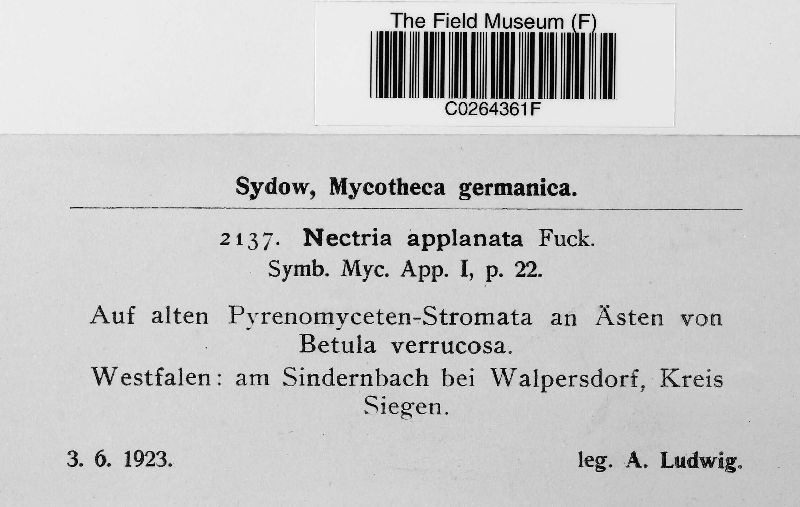 The Field Museum (F)
C0264361F
Sydow, Mycotheca germanica.
2137. Nectria applanata Fuck.
Symb. Myc. App. I, p. 22.
Auf alten Pyrenomyceten-Stromata an Ästen von
Betula verrucosa.
Westfalen: am Sindernbach bei Walpersdorf, Kreis
Siegen.
3. 6. 1923. leg. A. Ludwig.